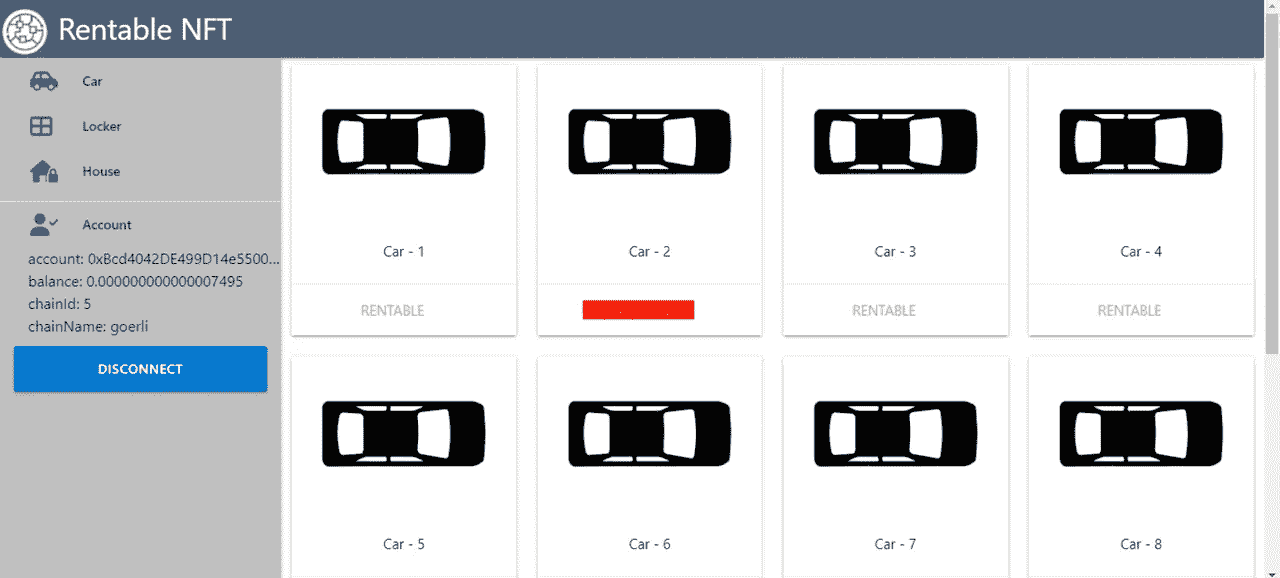 Rentable NFT
Car
Locker
House
Account
account: 0xBcd4042DE499D14e5500...
balance: 0.000000000000007495
chainId: 5
chainName: goerli
DISCONNECT
Car - 1
Car - 2
Car - 3
Car - 4
RENTABLE
RENTABLE
RENTABLE
Car - 5
Car - 6
Car - 7
Car - 8